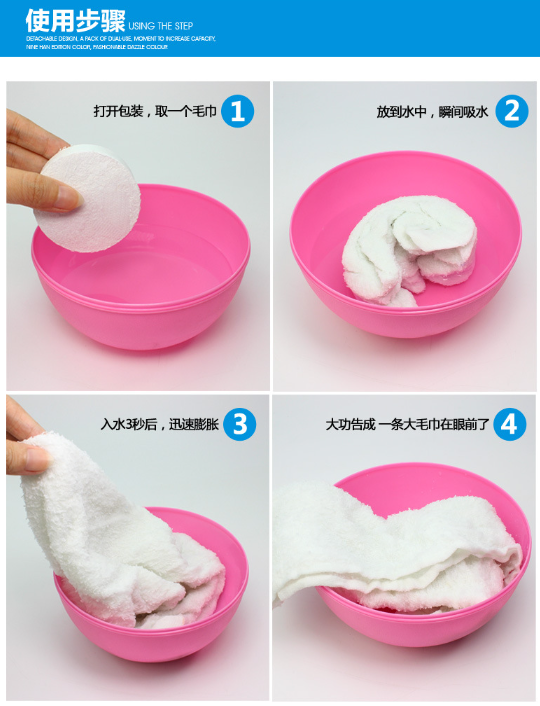 使用步骤 USING THE STEP
DETACHABLE DESIGN, A PACK OF DUAL-USE, MOMENT TO INCREASE CAPACITY,
NINE HAN EDITION COLOR, FASHIONABLE DAZZLE COLOUR
打开包装，取一个毛巾 1
放到水中，瞬间吸水 2
入水3秒后，迅速膨胀 3
大功告成 一条大毛巾在眼前了 4